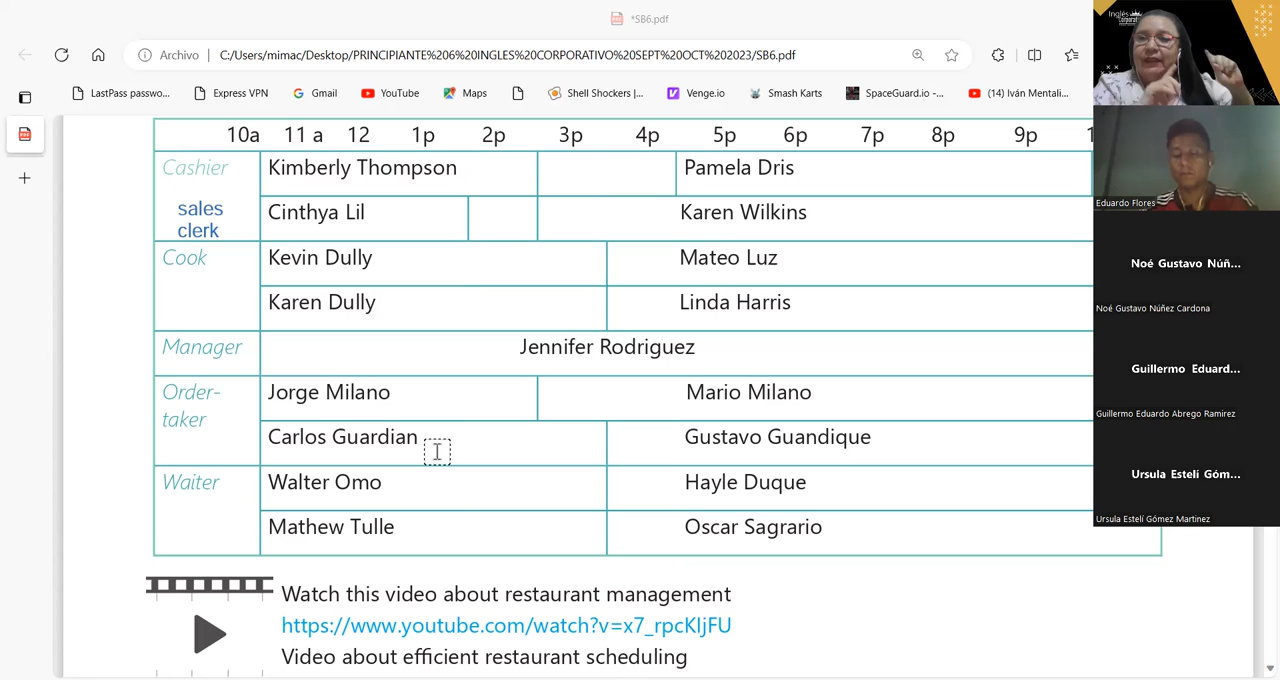 *SB6.pdf
Archivo
C:/Users/mimac/Desktop/PRINCIPIANTE%206%20INGLES%20CORPORATIVO%20SEPT%20OCT%202023/SB6.pdf
LastPass passwo...
Express VPN
Gmail
YouTube
Maps
Shell Shockers |...
Venge.io
Smash Karts
SpaceGuard.io -...
(14) Iván Mentali...
10a 11 a 12 1p 2p 3p 4p 5p 6p 7p 8p 9p 1
Cashier Kimberly Thompson Pamela Dris
sales Cinthya Lil Karen Wilkins
clerk
Cook Kevin Dully Mateo Luz
Karen Dully Linda Harris
Manager Jennifer Rodriguez
Order- Jorge Milano Mario Milano
taker
Carlos Guardian Gustavo Guandique
Waiter Walter Omo Hayle Duque
Mathew Tulle Oscar Sagrario
Watch this video about restaurant management
https://www.youtube.com/watch?v=x7_rpcKIjFU
Video about efficient restaurant scheduling
Inglés
Corporat
Eduardo Flores
Noé Gustavo Núñ...
Noé Gustavo Núñez Cardona
Guillermo Eduard...
Guillermo Eduardo Abrego Ramirez
Ursula Estelí Góm...
Ursula Estelí Gómez Martinez